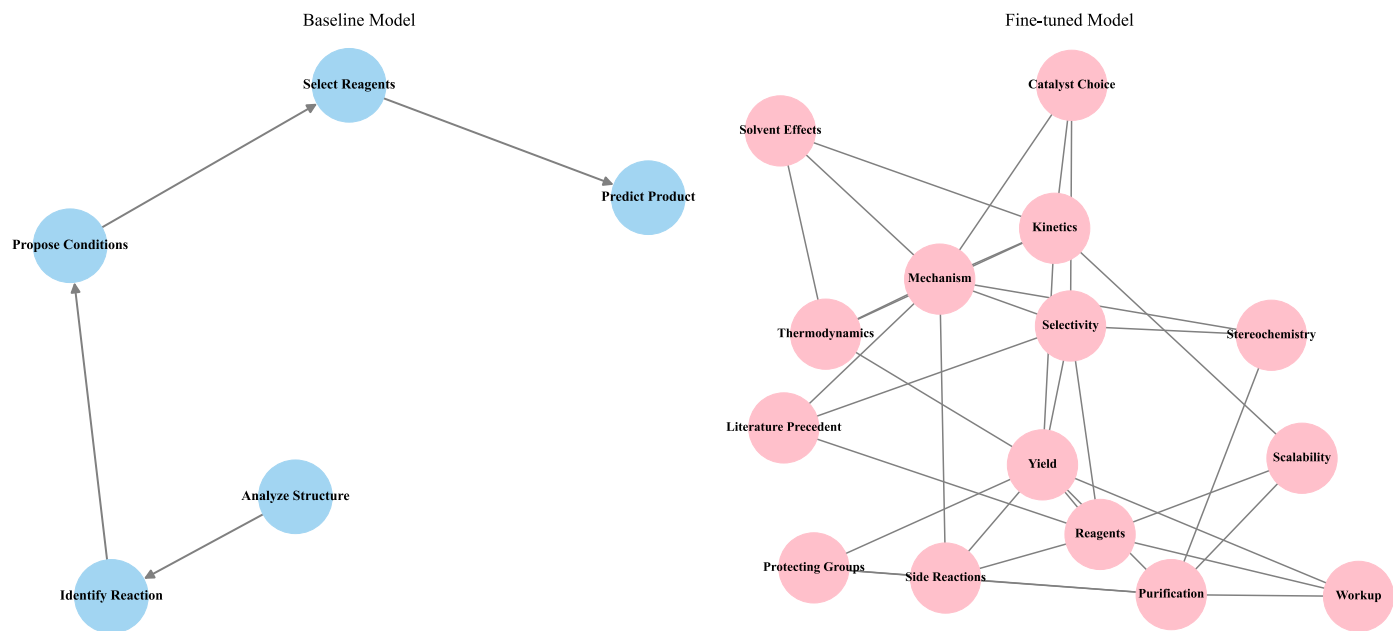 Baseline Model
Select Reagents
Predict Product
Propose Conditions
Analyze Structure
Identify Reaction
Fine-tuned Model
Catalyst Choice
Solvent Effects
Kinetics
Mechanism
Selectivity
Thermodynamics
Stereochemistry
Literature Precedent
Yield
Scalability
Reagents
Protecting Groups
Side Reactions
Purification
Workup